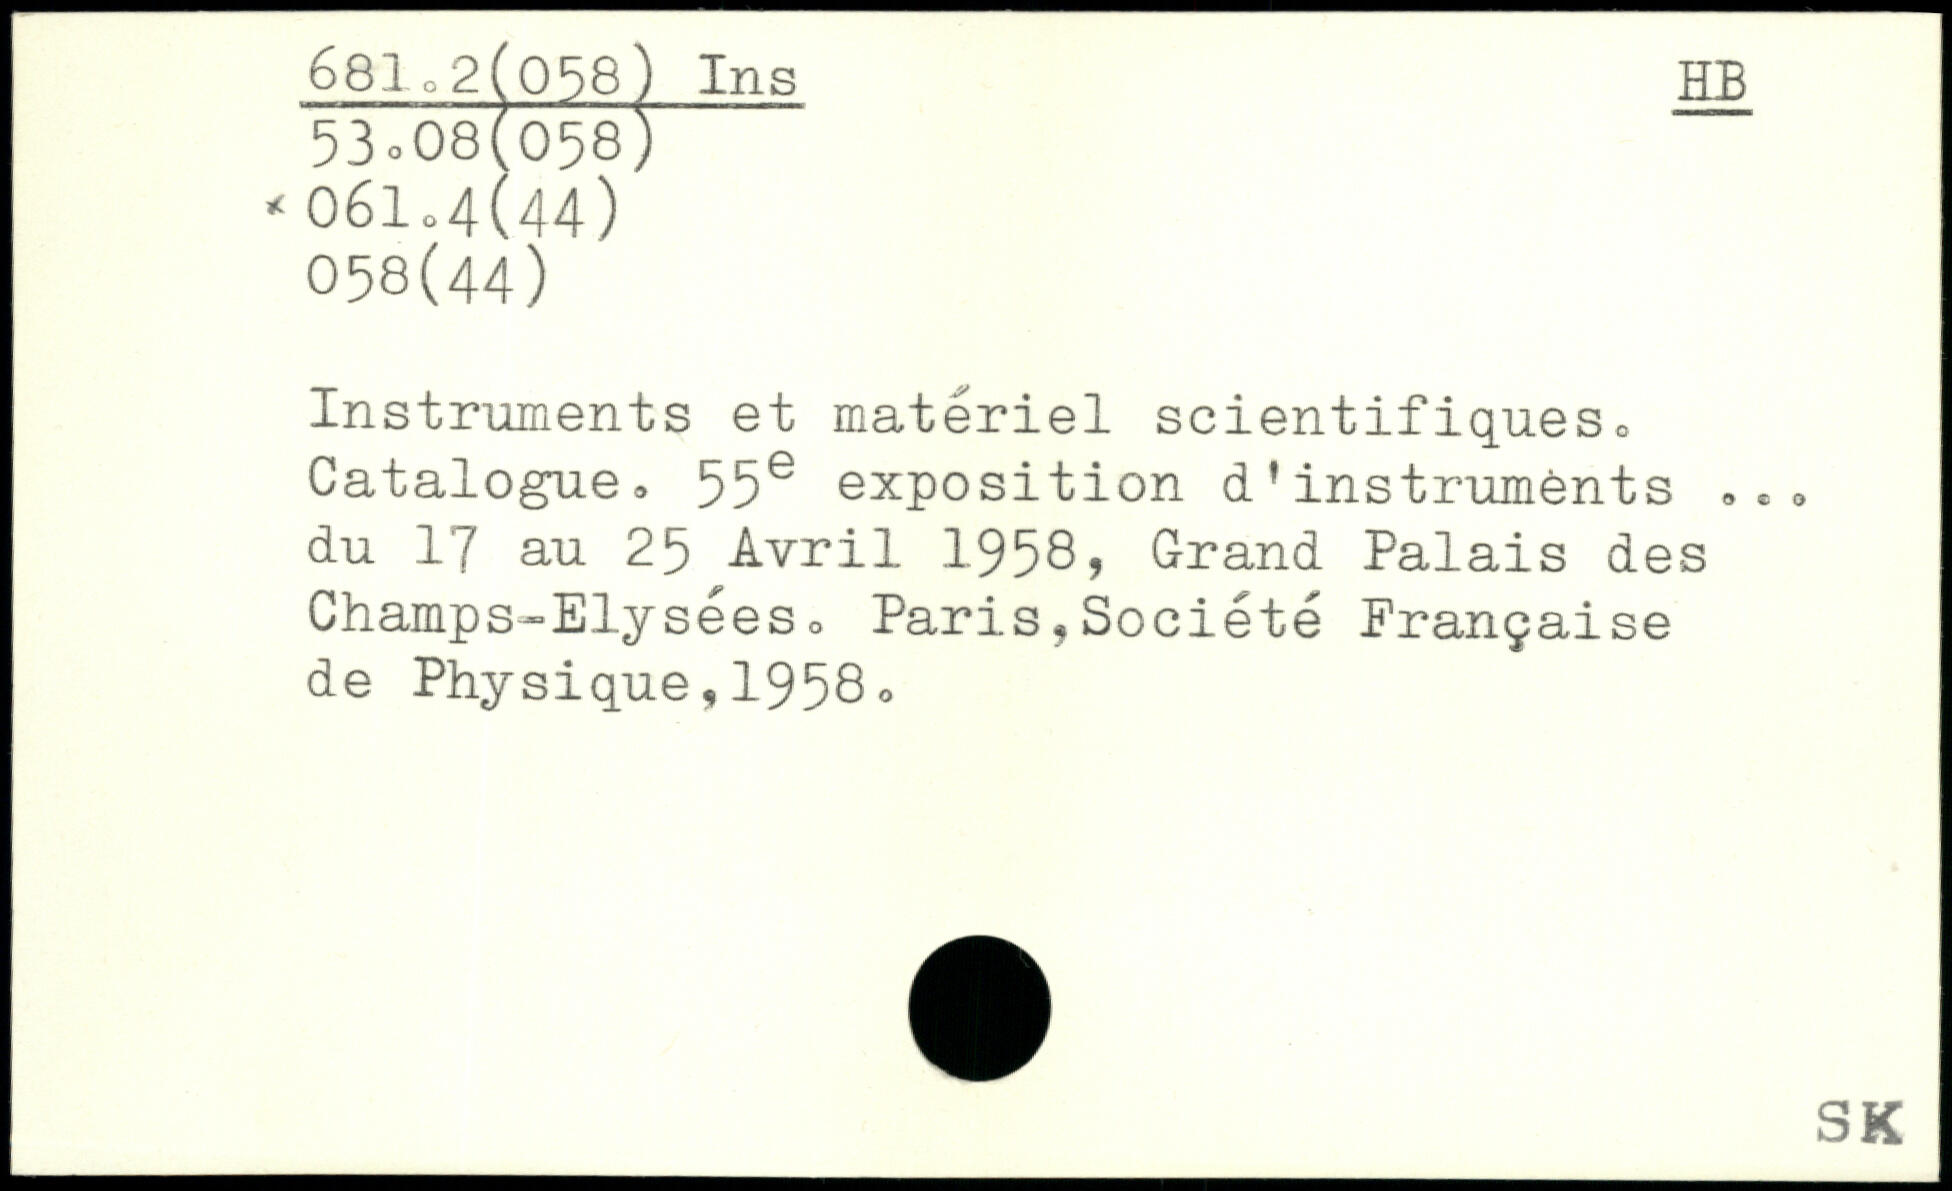 681.2(058) Ins HB
53.08(058)
* 061.4(44)
058(44)
Instruments et matériel scientifiques.
Catalogue. 55e exposition d'instruments ...
du 17 au 25 Avril 1958, Grand Palais des
Champs-Elysées. Paris,Société Française
de Physique,1958.
SK